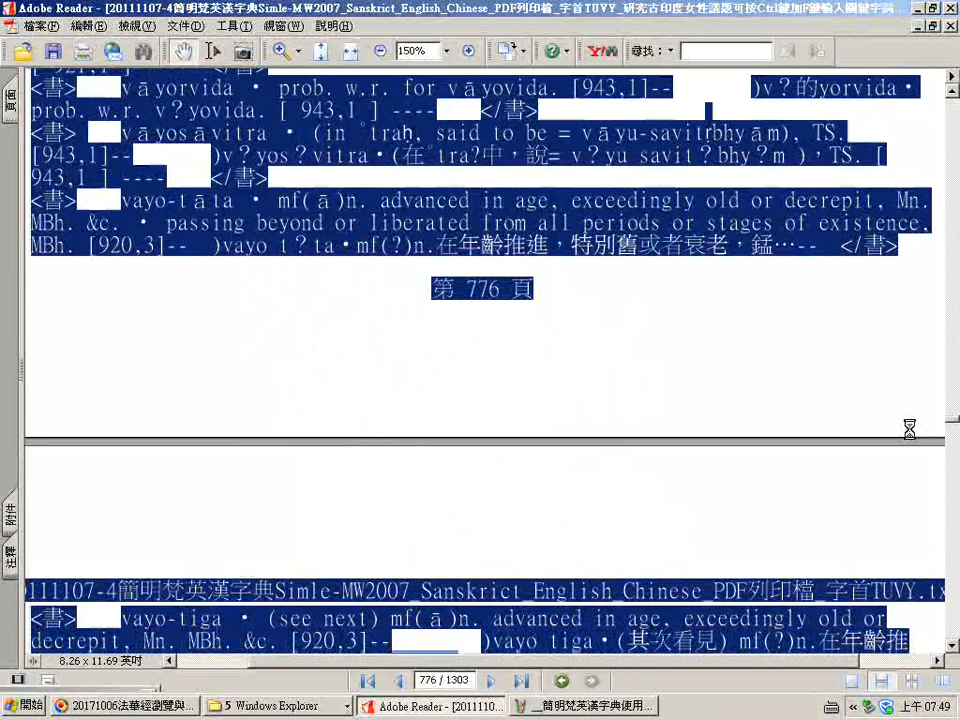 Adobe Reader - [20111107-4簡明梵英漢字典Simle-MW2007_Sanskrict_English_Chinese_PDF列印檔_字首TUVY_研究古印度女性議題可按Ctrl鍵加F鍵輸入關鍵字詞
檔案(F) 編輯(E) 檢視(V) 文件(D) 工具(T) 視窗(W) 說明(H)
150% Y! 尋找：
頁面
<書> vāyorvida ‧ prob. w.r. for vāyovida. [943,1]-- )v？的yorvida‧
prob. w.r. v？yovida. [ 943,1 ] ---- </書>
<書> vāyosāvitra ‧ (in ゜traḥ, said to be = vāyu-savitṛbhyām), TS.
[943,1]-- )v？yos？vitra‧(在゜tra?中，說= v？yu savit？bhy？m )，TS. [
943,1 ] ---- </書>
<書> vayo-tāta ‧ mf(ā)n. advanced in age, exceedingly old or decrepit, Mn.
MBh. &c. ‧ passing beyond or liberated from all periods or stages of existence,
MBh. [920,3]-- )vayo t？ta‧mf(?)n.在年齡推進，特別舊或者衰老，錳…-- </書>
第 776 頁
附件
注釋
)111107-4簡明梵英漢字典Simle-MW2007_Sanskrict_English_Chinese_PDF列印檔_字首TUVY.tx
<書> vayo-tiga ‧ (see next) mf(ā)n. advanced in age, exceedingly old or
decrepit, Mn. MBh. &c. [920,3]-- )vayo tiga‧(其次看見) mf(?)n.在年齡推
8.26 x 11.69 英吋
776 / 1303
開始 20171006法華經瀏覽與... 5 Windows Explorer Adobe Reader - [2011110... __簡明梵英字典使用... 上午 07:49